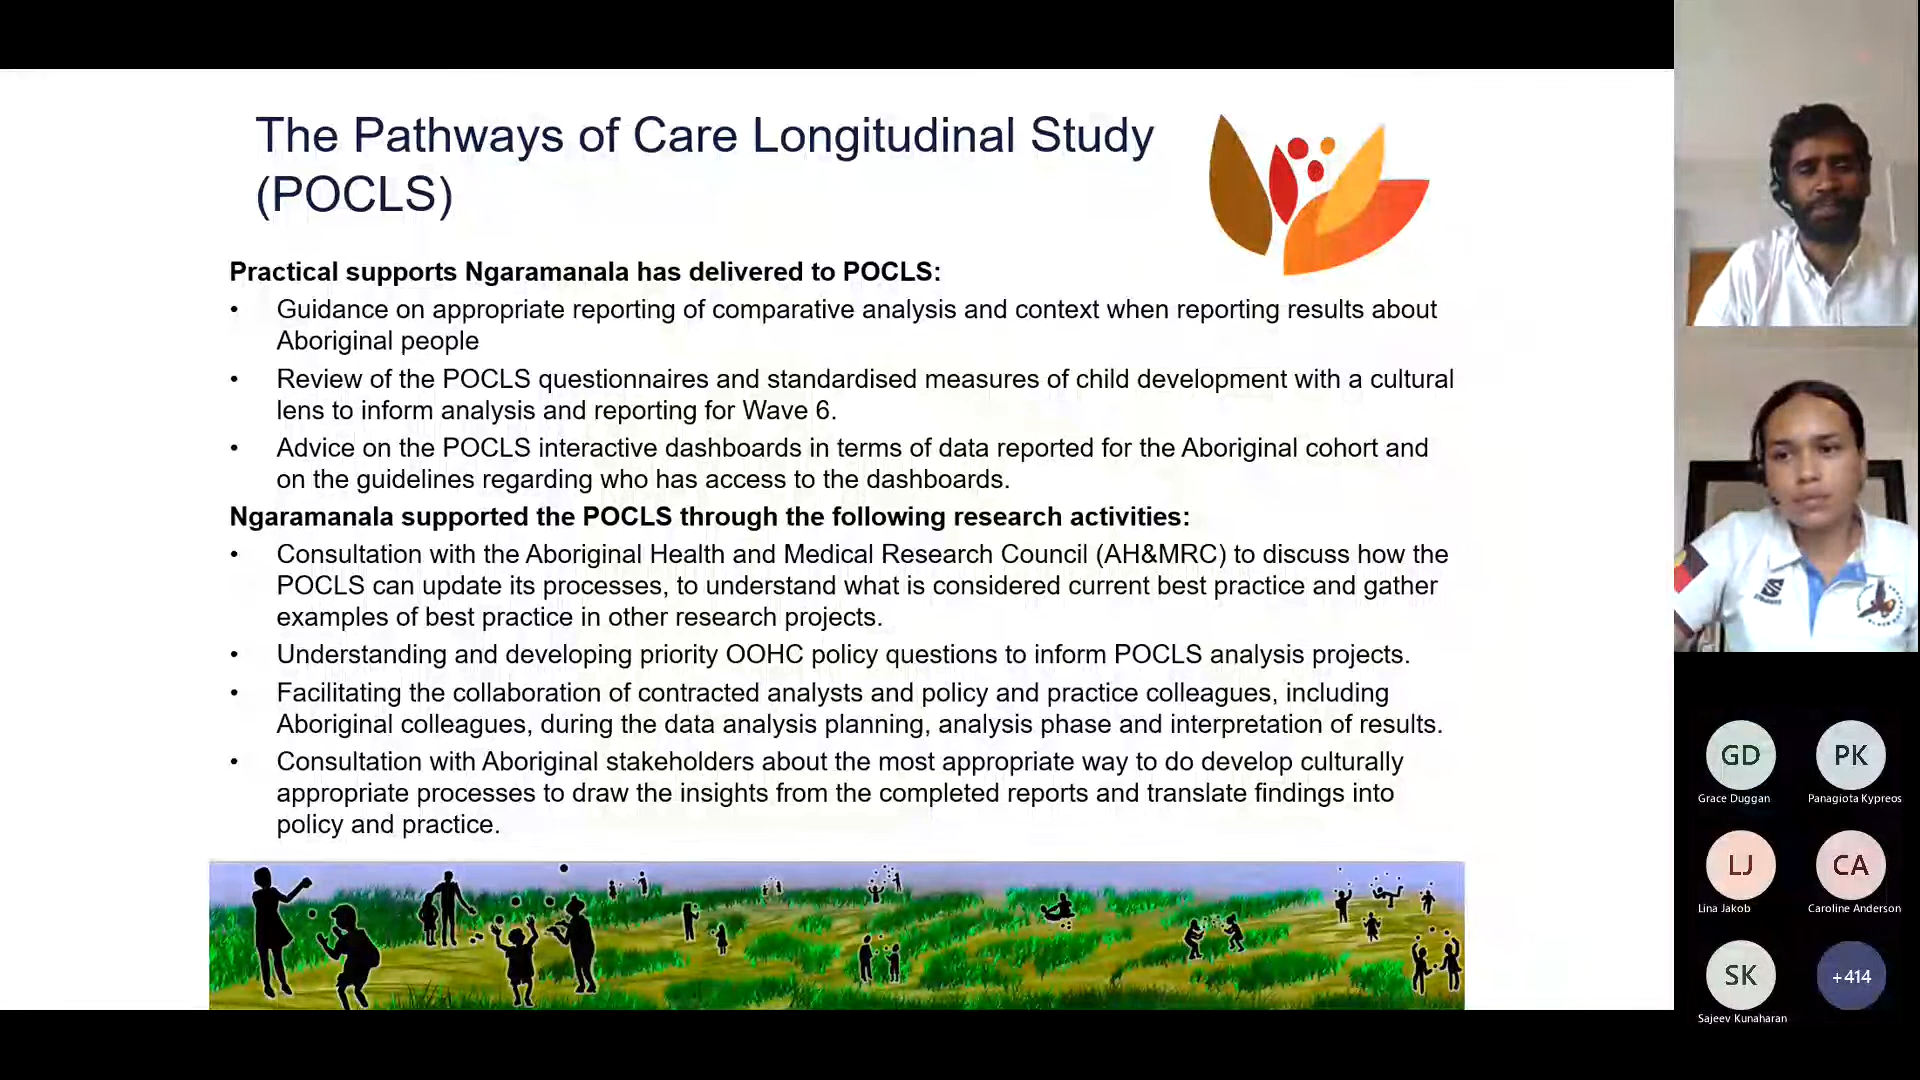 The Pathways of Care Longitudinal Study
(POCLS)
Practical supports Ngaramanala has delivered to POCLS:
• Guidance on appropriate reporting of comparative analysis and context when reporting results about
Aboriginal people
• Review of the POCLS questionnaires and standardised measures of child development with a cultural
lens to inform analysis and reporting for Wave 6.
• Advice on the POCLS interactive dashboards in terms of data reported for the Aboriginal cohort and
on the guidelines regarding who has access to the dashboards.
Ngaramanala supported the POCLS through the following research activities:
• Consultation with the Aboriginal Health and Medical Research Council (AH&MRC) to discuss how the
POCLS can update its processes, to understand what is considered current best practice and gather
examples of best practice in other research projects.
• Understanding and developing priority OOHC policy questions to inform POCLS analysis projects.
• Facilitating the collaboration of contracted analysts and policy and practice colleagues, including
Aboriginal colleagues, during the data analysis planning, analysis phase and interpretation of results.
• Consultation with Aboriginal stakeholders about the most appropriate way to do develop culturally
appropriate processes to draw the insights from the completed reports and translate findings into
policy and practice.
GD
Grace Duggan
PK
Panagiota Kypreos
LJ
Lina Jakob
CA
Caroline Anderson
SK
Sajeev Kunaharan
+414